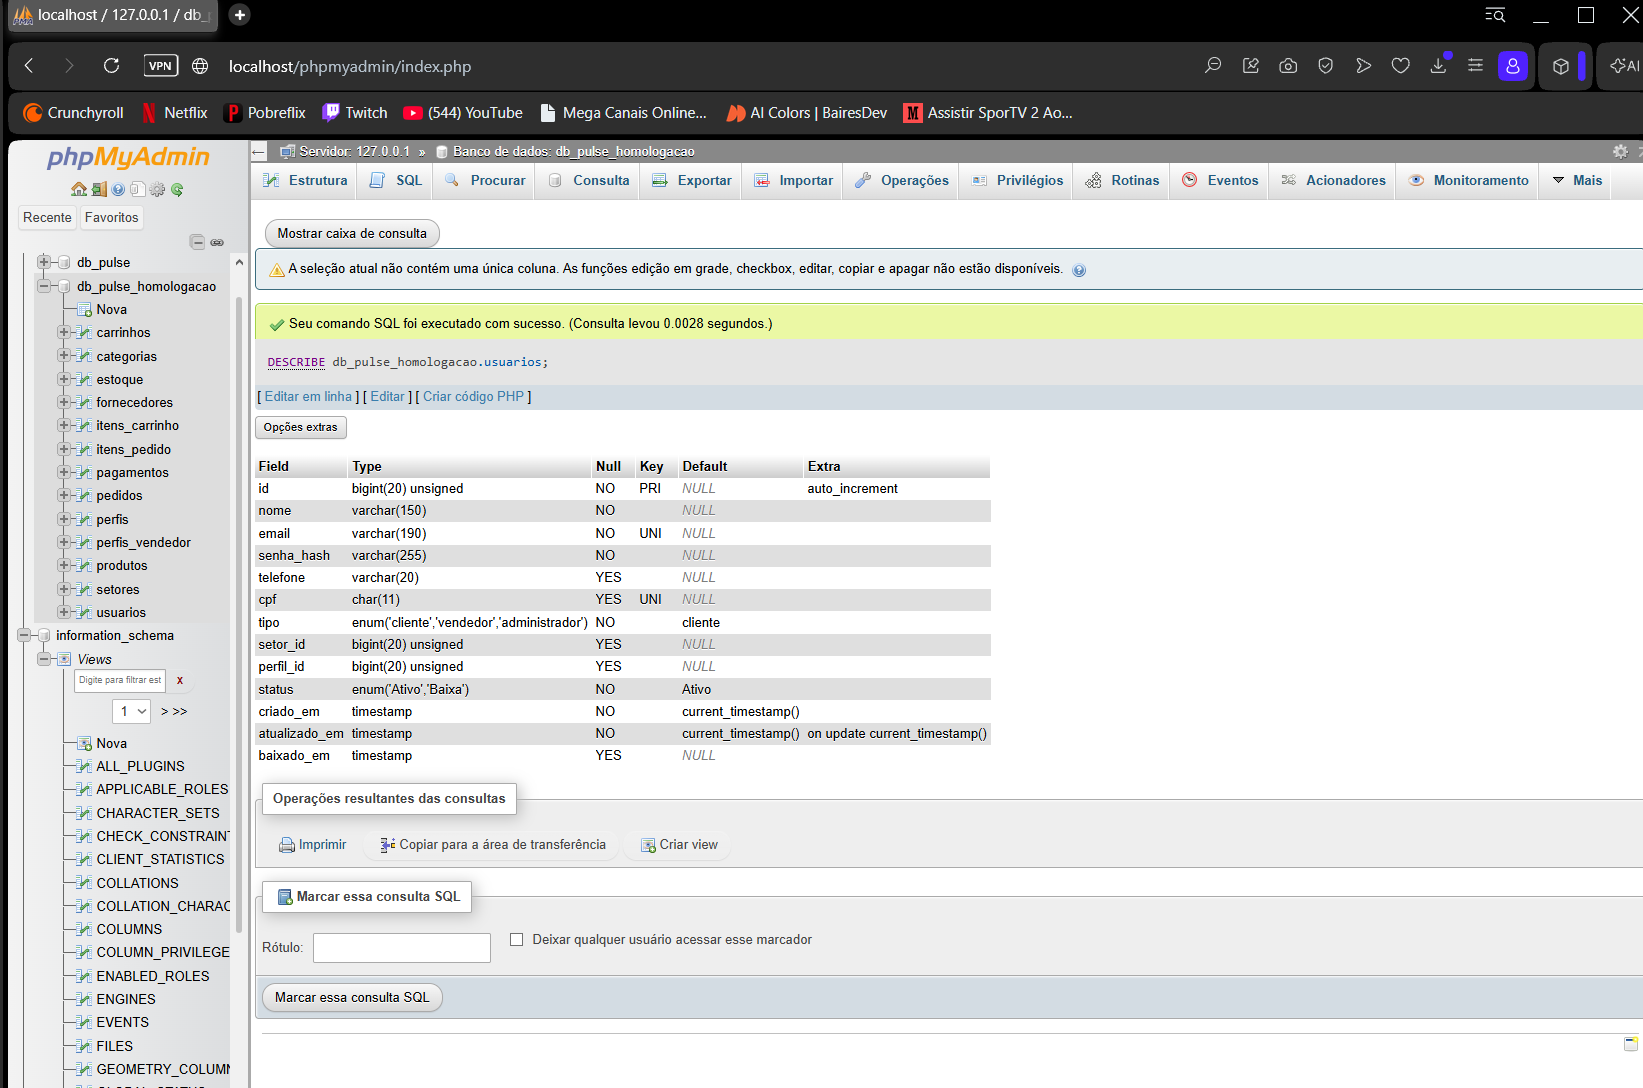 localhost / 127.0.0.1 / db_p
VPN
localhost/phpmyadmin/index.php
AI
Crunchyroll
Netflix
Pobreflix
Twitch
(544) YouTube
Mega Canais Online...
AI Colors | BairesDev
Assistir SporTV 2 Ao...
phpMyAdmin
Recente
Favoritos
db_pulse
db_pulse_homologacao
Nova
carrinhos
categorias
estoque
fornecedores
itens_carrinho
itens_pedido
pagamentos
pedidos
perfis
perfis_vendedor
produtos
setores
usuarios
information_schema
Views
Digite para filtrar est
x
1
> >>
Nova
ALL_PLUGINS
APPLICABLE_ROLES
CHARACTER_SETS
CHECK_CONSTRAINT
CLIENT_STATISTICS
COLLATIONS
COLLATION_CHARAC
COLUMNS
COLUMN_PRIVILEGE
ENABLED_ROLES
ENGINES
EVENTS
FILES
GEOMETRY_COLUMN
Servidor: 127.0.0.1 » Banco de dados: db_pulse_homologacao
Estrutura
SQL
Procurar
Consulta
Exportar
Importar
Operações
Privilégios
Rotinas
Eventos
Acionadores
Monitoramento
Mais
Mostrar caixa de consulta
A seleção atual não contém uma única coluna. As funções edição em grade, checkbox, editar, copiar e apagar não estão disponíveis.
Seu comando SQL foi executado com sucesso. (Consulta levou 0.0028 segundos.)
DESCRIBE db_pulse_homologacao.usuarios;
[ Editar em linha ] [ Editar ] [ Criar código PHP ]
Opções extras
Field Type Null Key Default Extra
id bigint(20) unsigned NO PRI NULL auto_increment
nome varchar(150) NO NULL
email varchar(190) NO UNI NULL
senha_hash varchar(255) NO NULL
telefone varchar(20) YES NULL
cpf char(11) YES UNI NULL
tipo enum('cliente','vendedor','administrador') NO cliente
setor_id bigint(20) unsigned YES NULL
perfil_id bigint(20) unsigned YES NULL
status enum('Ativo','Baixa') NO Ativo
criado_em timestamp NO current_timestamp()
atualizado_em timestamp NO current_timestamp() on update current_timestamp()
baixado_em timestamp YES NULL
Operações resultantes das consultas
Imprimir
Copiar para a área de transferência
Criar view
Marcar essa consulta SQL
Rótulo:
Deixar qualquer usuário acessar esse marcador
Marcar essa consulta SQL